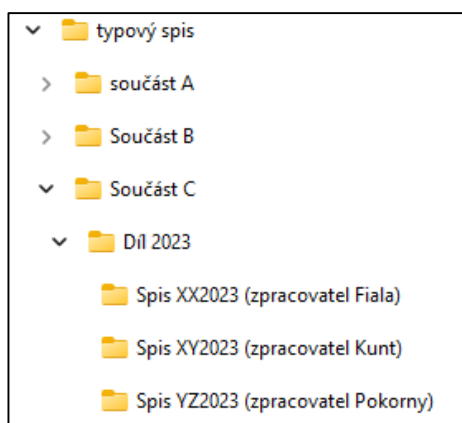 typový spis
součást A
Součást B
Součást C
Díl 2023
Spis XX2023 (zpracovatel Fiala)
Spis XY2023 (zpracovatel Kunt)
Spis YZ2023 (zpracovatel Pokorny)